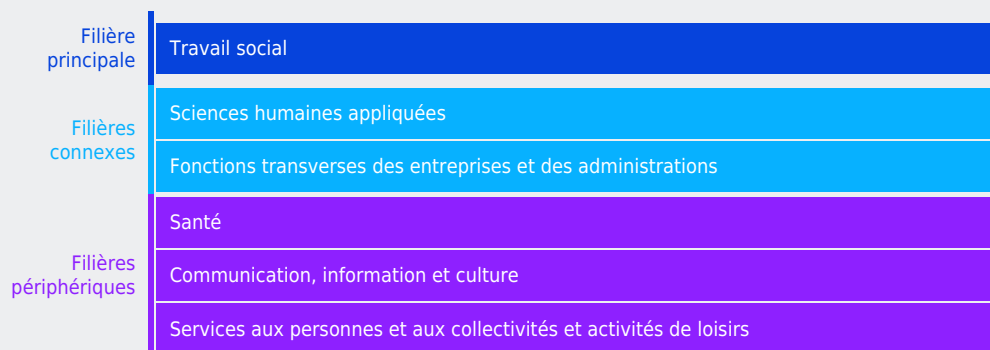 Filière
principale
Travail social
Filières
connexes
Sciences humaines appliquées
Fonctions transverses des entreprises et des administrations
Filières
périphériques
Santé
Communication, information et culture
Services aux personnes et aux collectivités et activités de loisirs